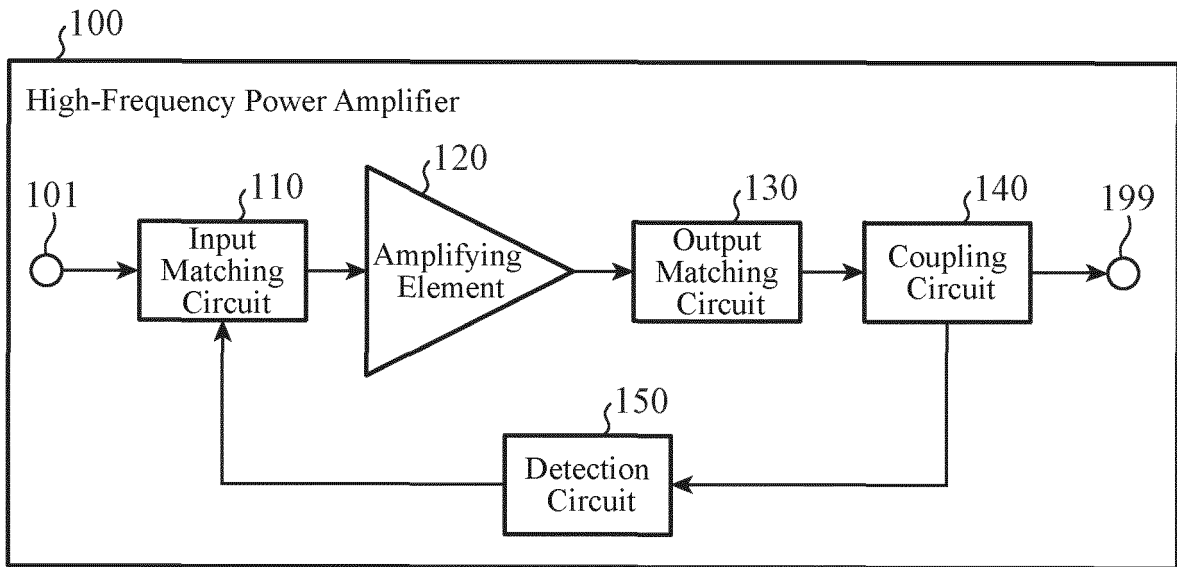 100
High-Frequency Power Amplifier
120
101
110
130
140
199
Input
Matching
Circuit
Amplifying
Element
Output
Matching
Circuit
Coupling
Circuit
150
Detection
Circuit